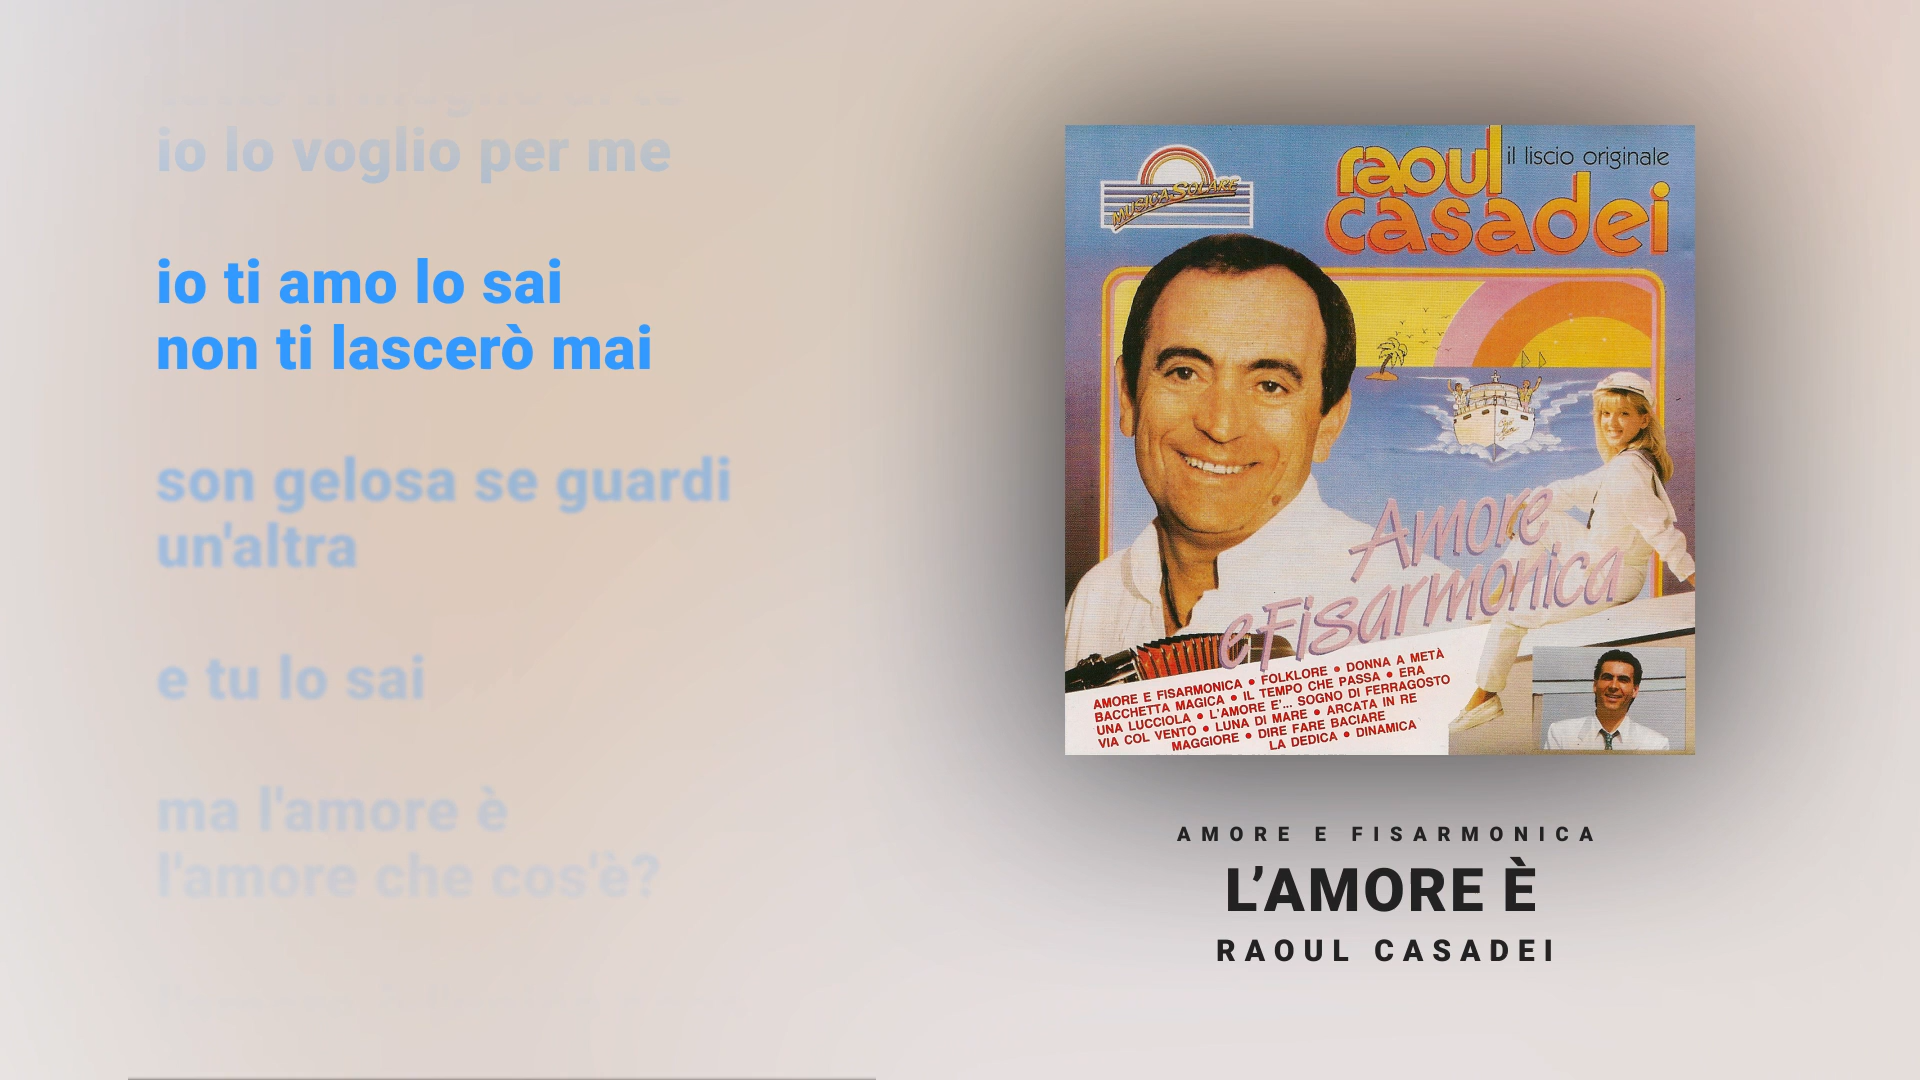 io lo voglio per me
io ti amo lo sai
non ti lascerò mai
son gelosa se guardi
un'altra
e tu lo sai
ma l'amore è
l'amore che cos'è?
MUSICA SOLARE
raoul
il liscio originale
casadei
Amore
e Fisarmonica
AMORE E FISARMONICA • FOLKLORE • DONNA A METÀ
BACCHETTA MAGICA • IL TEMPO CHE PASSA • ERA
UNA LUCCIOLA • L'AMORE E'... SOGNO DI FERRAGOSTO
VIA COL VENTO • LUNA DI MARE • ARCATA IN RE
MAGGIORE • DIRE FARE BACIARE
LA DEDICA • DINAMICA
AMORE E FISARMONICA
L’AMORE È
RAOUL CASADEI